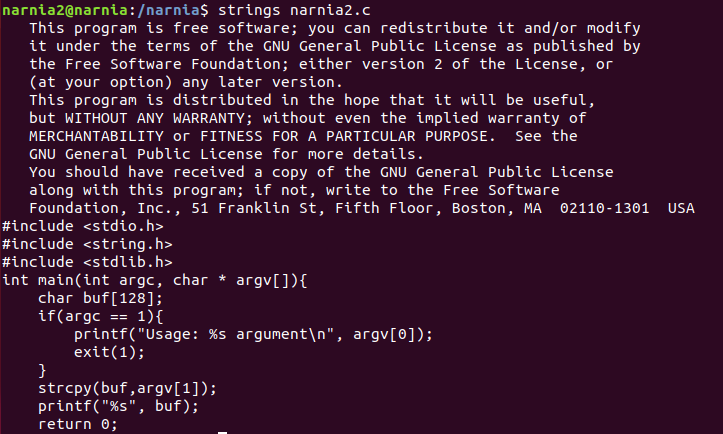 narnia2@narnia:/narnia$ strings narnia2.c
   This program is free software; you can redistribute it and/or modify
   it under the terms of the GNU General Public License as published by
   the Free Software Foundation; either version 2 of the License, or
   (at your option) any later version.
   This program is distributed in the hope that it will be useful,
   but WITHOUT ANY WARRANTY; without even the implied warranty of
   MERCHANTABILITY or FITNESS FOR A PARTICULAR PURPOSE.  See the
   GNU General Public License for more details.
   You should have received a copy of the GNU General Public License
   along with this program; if not, write to the Free Software
   Foundation, Inc., 51 Franklin St, Fifth Floor, Boston, MA  02110-1301  USA
#include <stdio.h>
#include <string.h>
#include <stdlib.h>
int main(int argc, char * argv[]){
    char buf[128];
    if(argc == 1){
        printf("Usage: %s argument\n", argv[0]);
        exit(1);
    }
    strcpy(buf,argv[1]);
    printf("%s", buf);
    return 0;